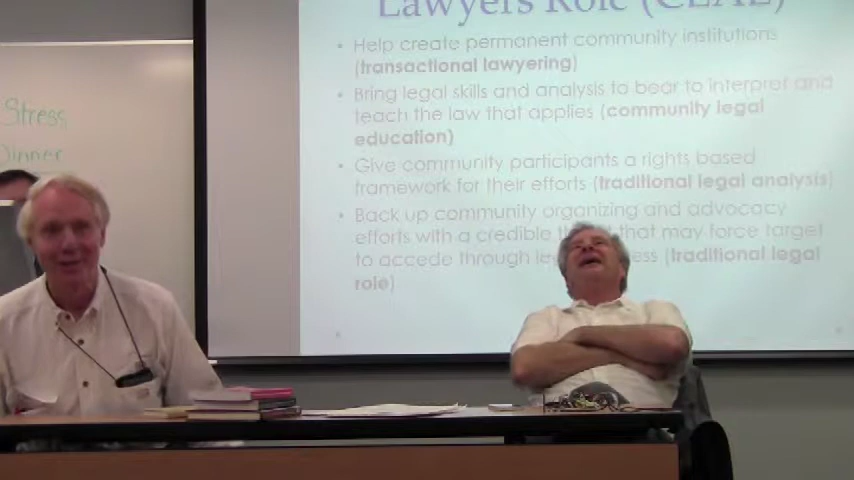 Lawyers Role (CEAL)
• Help create permanent community institutions
(transactional lawyering)
• Bring legal skills and analysis to bear to interpret and
teach the law that applies (community legal
education)
• Give community participants a rights based
framework for their efforts (traditional legal analysis)
• Back up community organizing and advocacy
efforts with a credible that may force target
to accede through (traditional legal
role)
Stress
Dinner